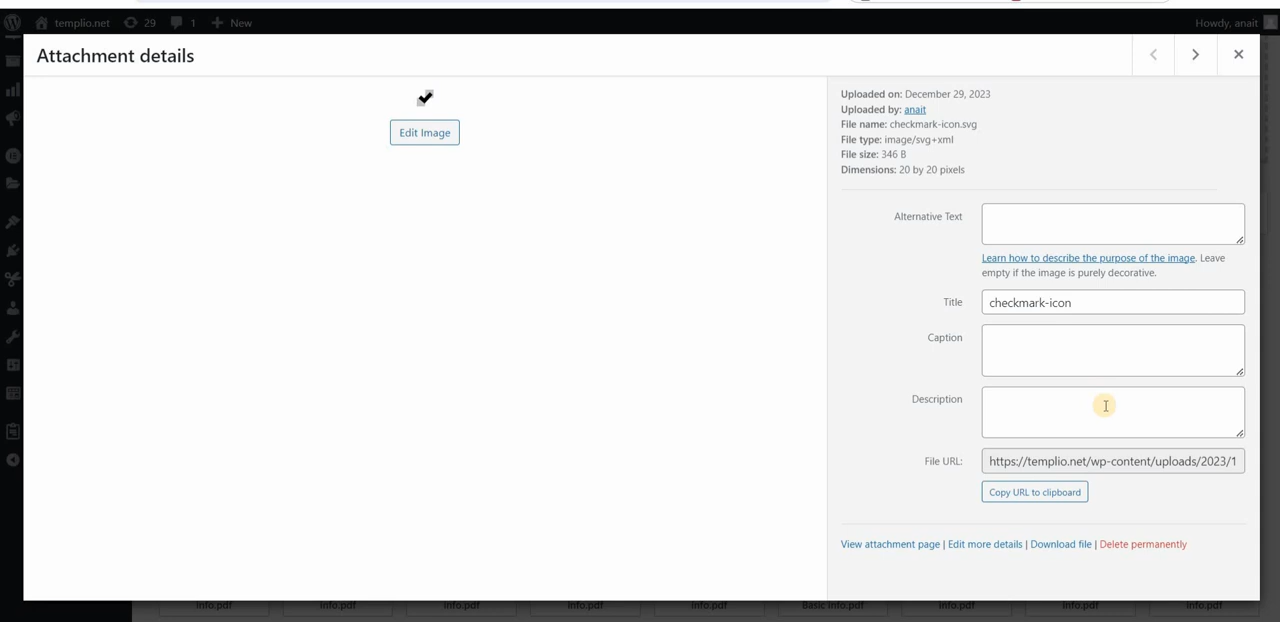 templio.net 29 1 New Howdy, anait
Attachment details
Edit Image
Uploaded on: December 29, 2023
Uploaded by: anait
File name: checkmark-icon.svg
File type: image/svg+xml
File size: 346 B
Dimensions: 20 by 20 pixels
Alternative Text
Learn how to describe the purpose of the image. Leave
empty if the image is purely decorative.
Title checkmark-icon
Caption
Description
File URL: https://templio.net/wp-content/uploads/2023/1
Copy URL to clipboard
View attachment page | Edit more details | Download file | Delete permanently
info.pdf info.pdf info.pdf info.pdf info.pdf Basic info.pdf info.pdf info.pdf info.pdf